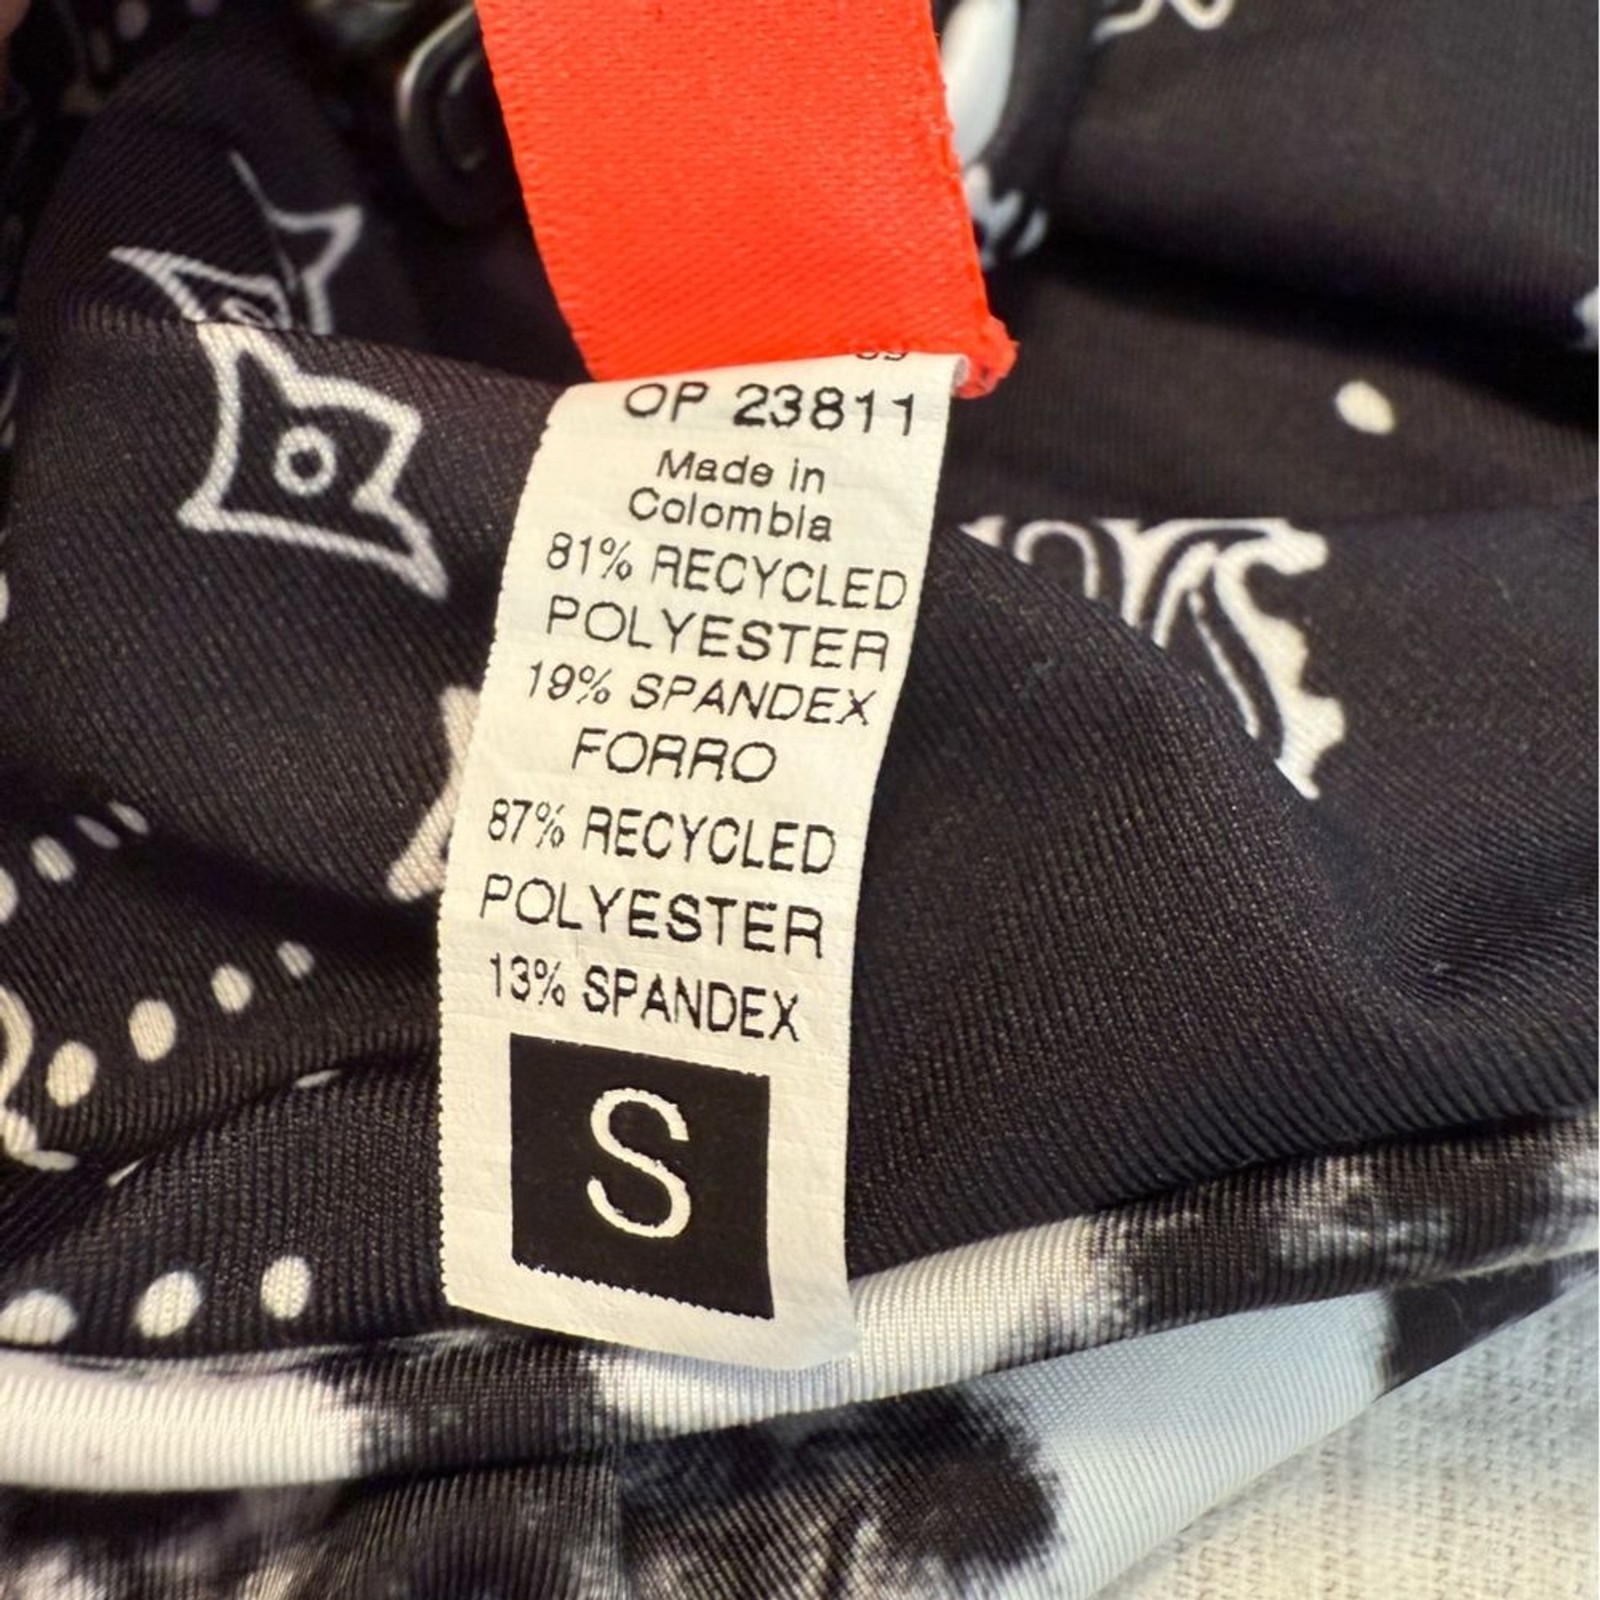 OP 23811
Made in
Colombia
81% RECYCLED
POLYESTER
19% SPANDEX
FORRO
87% RECYCLED
POLYESTER
13% SPANDEX
S